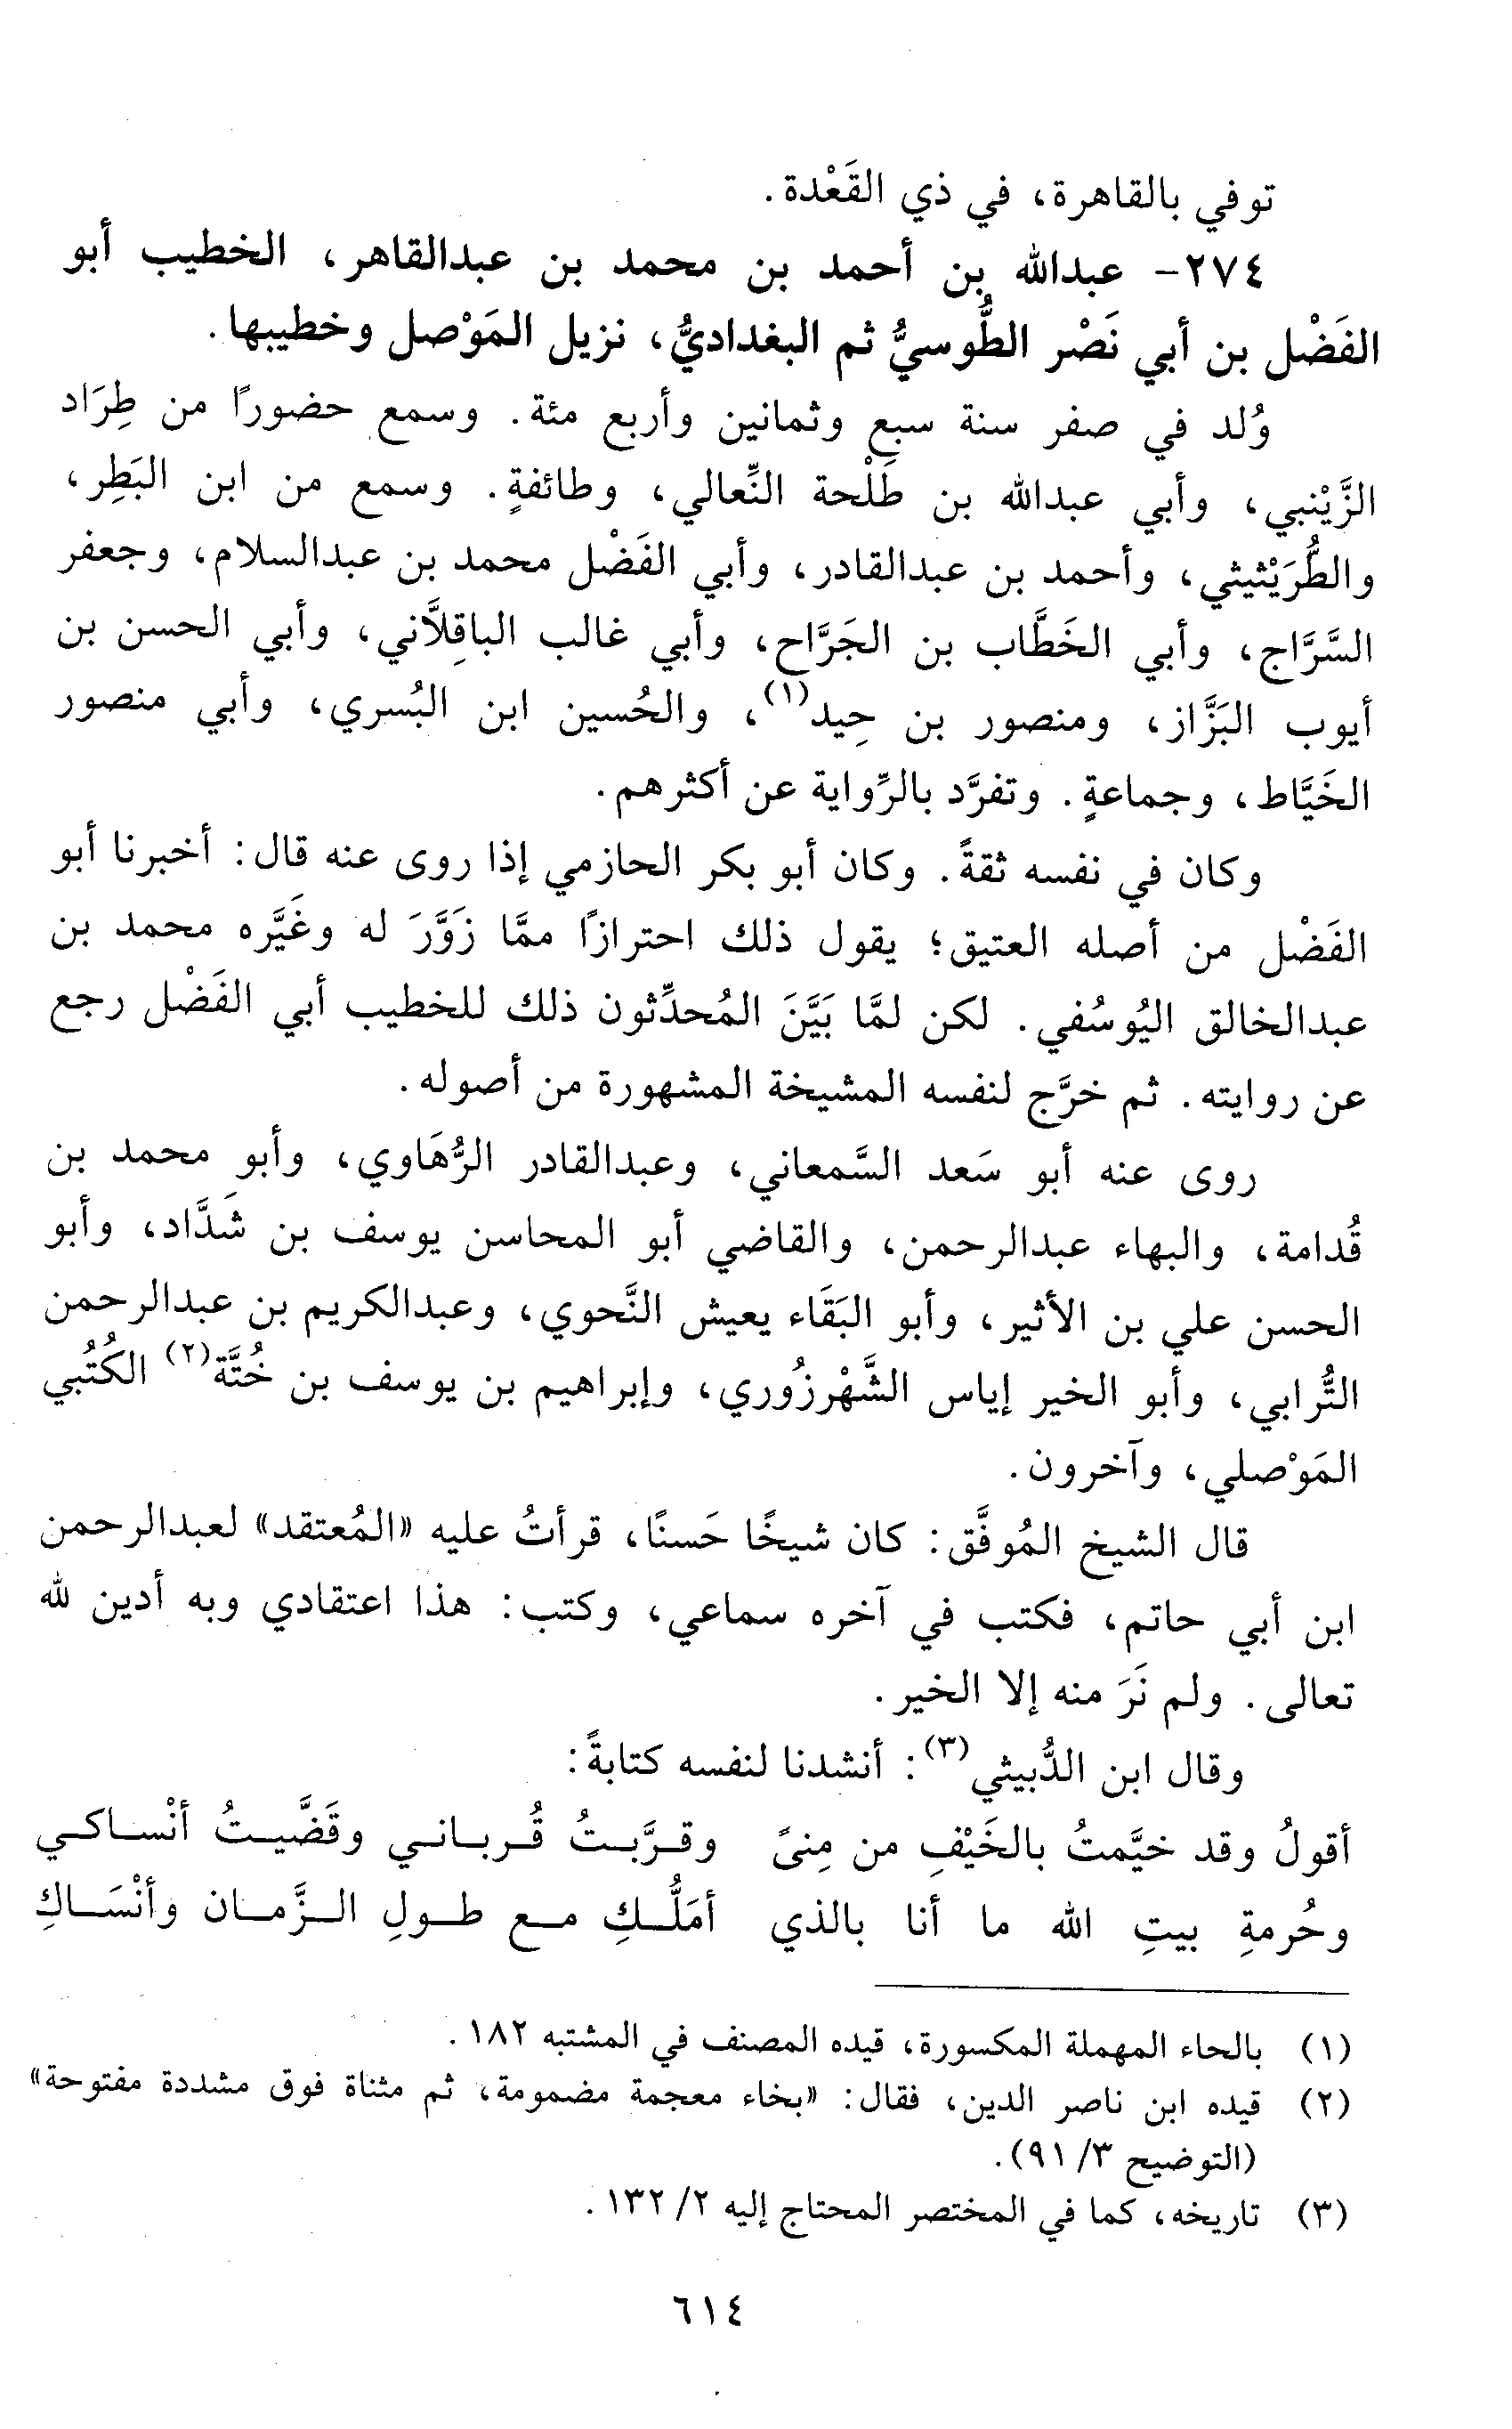 توفي بالقاهرة، في ذي القَعْدة.
٢٧٤- عبدالله بن أحمد بن محمد بن عبدالقاهر، الخطيب أبو
الفَضْل بن أبي نَصْر الطُّوسيُّ ثم البغداديُّ، نزيل المَوْصل وخطيبها.
وُلد في صفر سنة سبع وثمانين وأربع مئة. وسمع حضورًا من طِرَاد
الزَّيْنبي، وأبي عبدالله بن طَلْحة النِّعالي، وطائفةٍ. وسمع من ابن البَطِر،
والطُّرَيْثيثي، وأحمد بن عبدالقادر، وأبي الفَضْل محمد بن عبدالسلام، وجعفر
السَّرَّاج، وأبي الخَطَّاب بن الجَرَّاح، وأبي غالب الباقِلاَّني، وأبي الحسن بن
أيوب البَزَّاز، ومنصور بن حِيد(١)، والحُسين ابن البُسري، وأبي منصور
الخَيَّاط، وجماعةٍ. وتفرَّد بالرِّواية عن أكثرهم.
وكان في نفسه ثقةً. وكان أبو بكر الحازمي إذا روى عنه قال: أخبرنا أبو
الفَضْل من أصله العتيق؛ يقول ذلك احترازًا ممَّا زَوَّرَ له وغَيَّره محمد بن
عبدالخالق اليُوسُفي. لكن لمَّا بَيَّنَ المُحدِّثون ذلك للخطيب أبي الفَضْل رجع
عن روايته. ثم خرَّج لنفسه المشيخة المشهورة من أصوله.
روى عنه أبو سَعد السَّمعاني، وعبدالقادر الرُّهَاوي، وأبو محمد بن
قُدامة، والبهاء عبدالرحمن، والقاضي أبو المحاسن يوسف بن شَدَّاد، وأبو
الحسن علي بن الأثير، وأبو البَقَاء يعيش النَّحوي، وعبدالكريم بن عبدالرحمن
التُّرابي، وأبو الخير إياس الشَّهْرزُوري، وإبراهيم بن يوسف بن خُتَّة(٢) الكُتُبي
المَوْصلي، وآخرون.
قال الشيخ المُوفَّق: كان شيخًا حَسنًا، قرأتُ عليه «المُعتقد» لعبدالرحمن
ابن أبي حاتم، فكتب في آخره سماعي، وكتب: هذا اعتقادي وبه أدين لله
تعالى. ولم نَرَ منه إلا الخير.
وقال ابن الدُّبيثي(٣): أنشدنا لنفسه كتابةً:
أقولُ وقد خيَّمتُ بالخَيْفِ من مِنىً وقرَّبتُ قُرباني وقَضَّيتُ أنْساكي
وحُرمةِ بيتِ الله ما أنا بالذي أمَلُّكِ مع طولِ الزَّمان وأنْسَاكِ
(١) بالحاء المهملة المكسورة، قيده المصنف في المشتبه ١٨٢.
(٢) قيده ابن ناصر الدين، فقال: «بخاء معجمة مضمومة، ثم مثناة فوق مشددة مفتوحة»
(التوضيح ٣/ ٩١).
(٣) تاريخه، كما في المختصر المحتاج إليه ٢/ ١٣٢.
٦١٤